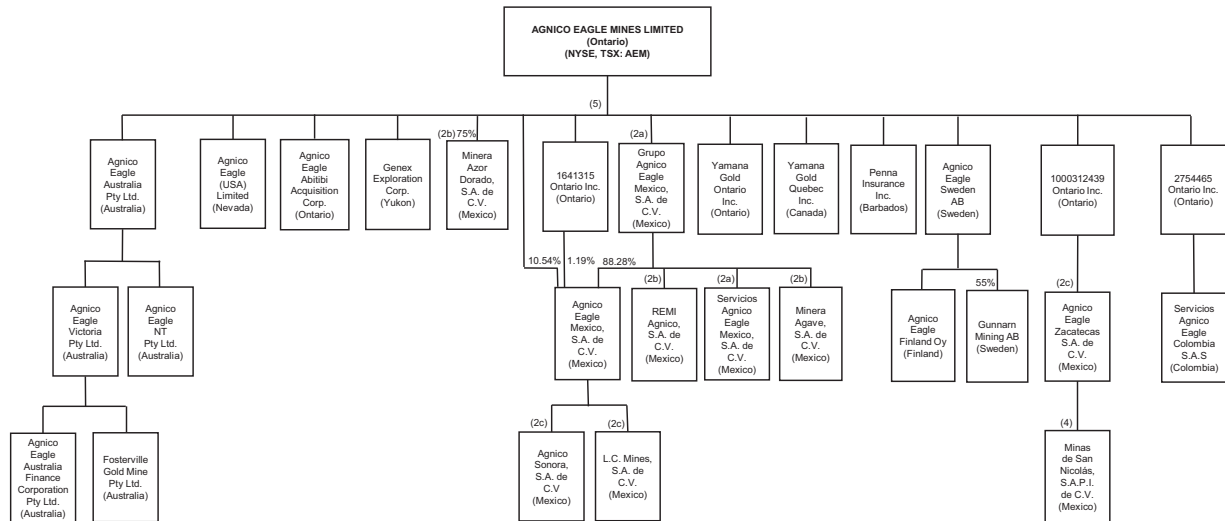 AGNICO EAGLE MINES LIMITED
(Ontario)
(NYSE, TSX: AEM)
(5)
Agnico
Eagle
Australia
Pty Ltd.
(Australia)
Agnico
Eagle
(USA)
Limited
(Nevada)
Agnico
Eagle
Abitibi
Acquisition
Corp.
(Ontario)
Genex
Exploration
Corp.
(Yukon)
(2b) 75%
Minera
Azor
Dorado,
S.A. de
C.V.
(Mexico)
1641315
Ontario Inc.
(Ontario)
(2a)
Grupo
Agnico
Eagle
Mexico,
S.A. de
C.V.
(Mexico)
Yamana
Gold
Ontario
Inc.
(Ontario)
Yamana
Gold
Quebec
Inc.
(Canada)
Penna
Insurance
Inc.
(Barbados)
Agnico
Eagle
Sweden
AB
(Sweden)
1000312439
Ontario Inc.
(Ontario)
2754465
Ontario Inc.
(Ontario)
Agnico
Eagle
Victoria
Pty Ltd.
(Australia)
Agnico
Eagle
NT
Pty Ltd.
(Australia)
10.54%
1.19%
88.28%
Agnico
Eagle
Mexico,
S.A. de
C.V.
(Mexico)
(2b)
REMI
Agnico,
S.A. de
C.V.
(Mexico)
(2a)
Servicios
Agnico
Eagle
Mexico,
S.A. de
C.V.
(Mexico)
(2b)
Minera
Agave,
S.A. de
C.V.
(Mexico)
Agnico
Eagle
Finland Oy
(Finland)
55%
Gunnarn
Mining AB
(Sweden)
(2c)
Agnico
Eagle
Zacatecas
S.A. de
C.V.
(Mexico)
Servicios
Agnico
Eagle
Colombia
S.A.S
(Colombia)
Agnico
Eagle
Australia
Finance
Corporation
Pty Ltd.
(Australia)
Fosterville
Gold Mine
Pty Ltd.
(Australia)
(2c)
Agnico
Sonora,
S.A. de
C.V
(Mexico)
(2c)
L.C. Mines,
S.A. de
C.V.
(Mexico)
(4)
Minas
de San
Nicolás,
S.A.P.I.
de C.V.
(Mexico)